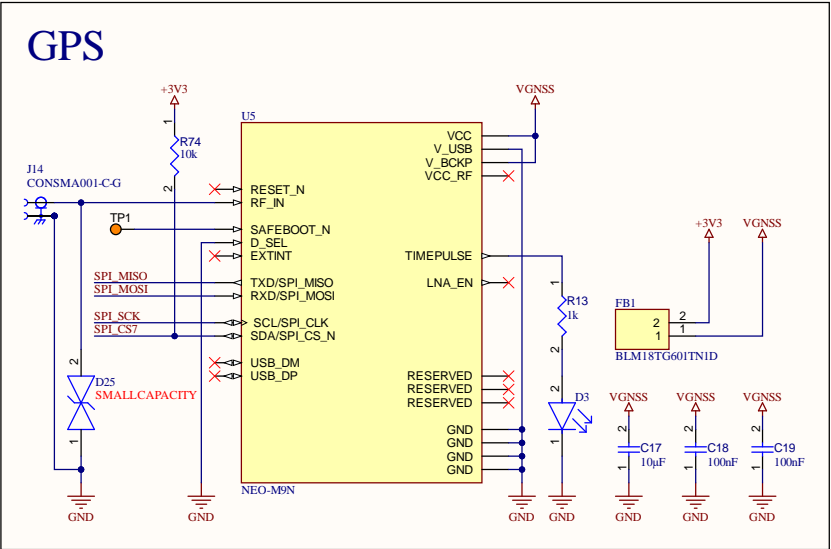 GPS
+3V3
VGNSS
U5
1
R74
10k
2
J14
CONSMA001-C-G
VCC
V_USB
V_BCKP
VCC_RF
RESET_N
RF_IN
TP1
SAFEBOOT_N
D_SEL
EXTINT
TIMEPULSE
+3V3
VGNSS
SPI_MISO
TXD/SPI_MISO
LNA_EN
SPI_MOSI
RXD/SPI_MOSI
1
R13
1k
2
FB1
2
2
1
1
BLM18TG601TN1D
SPI_SCK
SCL/SPI_CLK
SPI_CS7
SDA/SPI_CS_N
2
D25
SMALLCAPACITY
1
USB_DM
USB_DP
RESERVED
RESERVED
RESERVED
2
D3
1
VGNSS
VGNSS
VGNSS
2
C17
10µF
1
2
C18
100nF
1
2
C19
100nF
1
GND
GND
GND
GND
NEO-M9N
GND
GND
GND
GND
GND
GND
GND